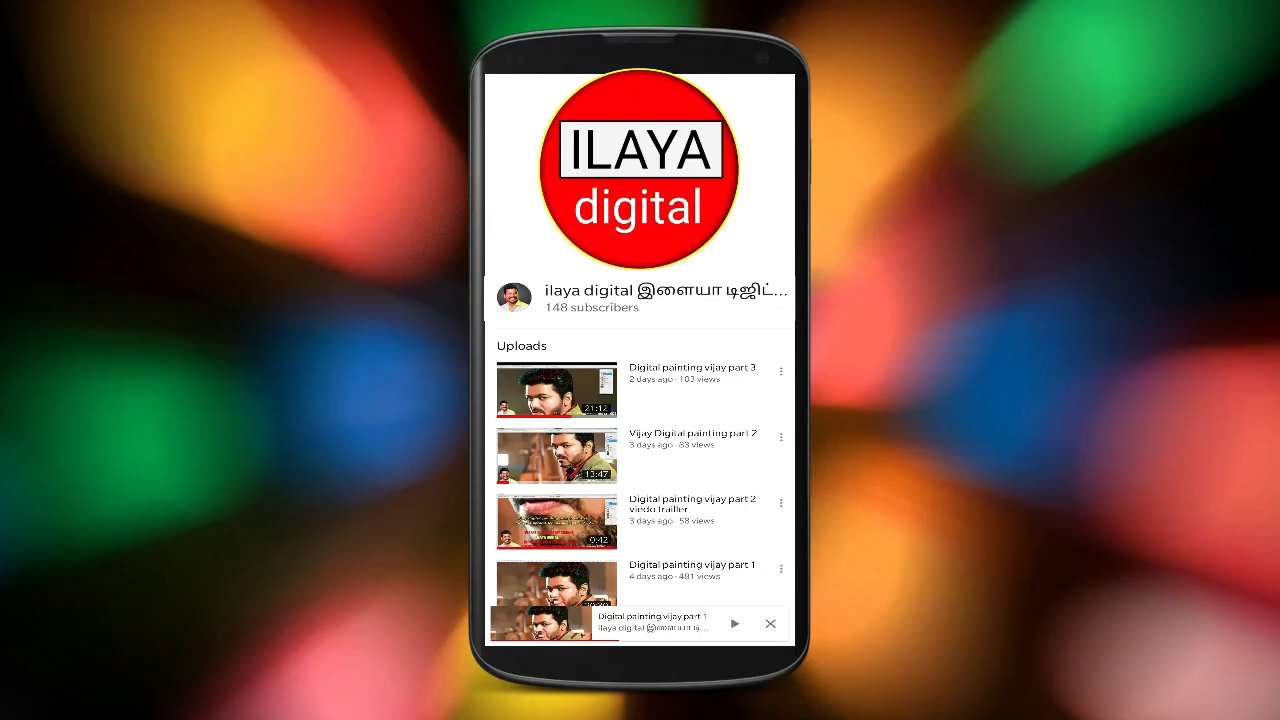 ILAYA
digital
ilaya digital இளையா டிஜிட்...
148 subscribers
Uploads
Digital painting vijay part 3
2 days ago · 103 views
21:12
Vijay Digital painting part 2
3 days ago · 83 views
13:47
Digital painting vijay part 2
viedo trailler
3 days ago · 58 views
0:42
Digital painting vijay part 1
4 days ago · 481 views
Digital painting vijay part 1
ilaya digital இளையா டி...